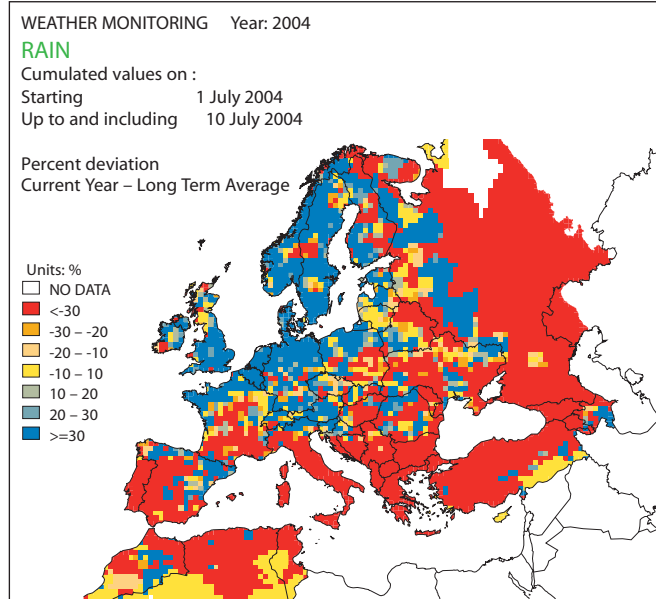 WEATHER MONITORING Year: 2004
RAIN
Cumulated values on :
Starting 1 July 2004
Up to and including 10 July 2004
Percent deviation
Current Year – Long Term Average
Units: %
NO DATA
<-30
-30 – -20
-20 – -10
-10 – 10
10 – 20
20 – 30
>=30